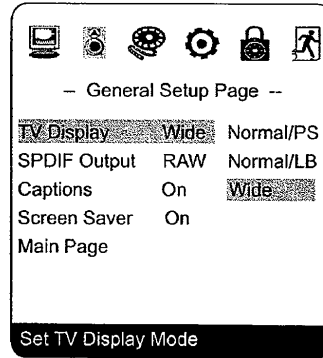 -- General Setup Page --
TV Display Wide Normal/PS
SPDIF Output RAW Normal/LB
Captions On Wide
Screen Saver On
Main Page
Set TV Display Mode